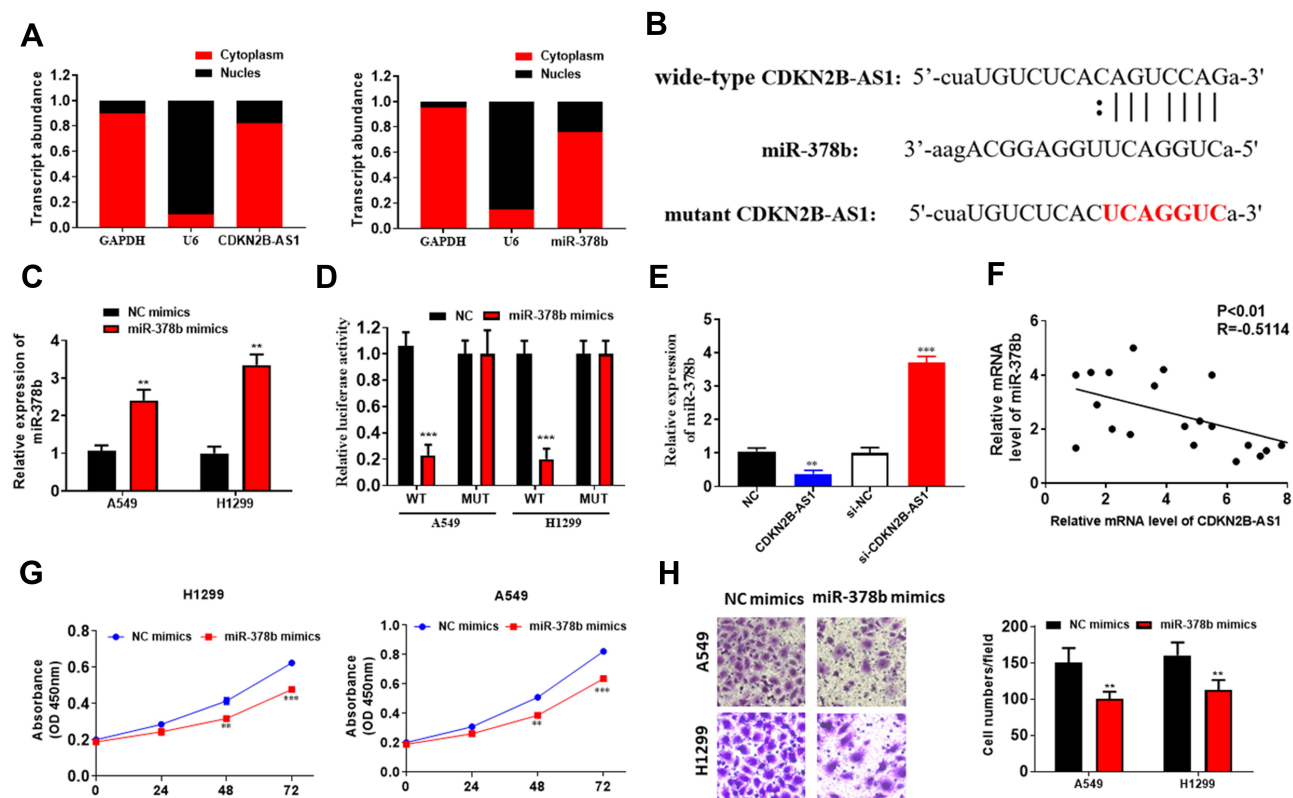 A
Cytoplasm
Nucles
Transcript abundance
1.2
1.0
0.8
0.6
0.4
0.2
0.0
GAPDH U6 CDKN2B-AS1
Cytoplasm
Nucles
Transcript abundance
1.2
1.0
0.8
0.6
0.4
0.2
0.0
GAPDH U6 miR-378b
B
wide-type CDKN2B-AS1: 5'-cuaUGUCUCACAGUCCAGa-3'
miR-378b: 3'-aagACGGAGGUUCAGGUCa-5'
mutant CDKN2B-AS1: 5'-cuaUGUCUCACUCAGGUCa-3'
C
NC mimics
miR-378b mimics
Relative expression of
miR-378b
4
3
2
1
0
**
**
A549 H1299
D
NC miR-378b mimics
Relative luciferase activity
1.2
1.0
0.8
0.6
0.4
0.2
0.0
***
***
WT MUT WT MUT
A549 H1299
E
Relative expression
of miR-378b
5
4
3
2
1
0
**
***
NC
CDKN2B-AS1
si-NC
si-CDKN2B-AS1
F
P<0.01
R=-0.5114
Relative mRNA
level of miR-378b
6
4
2
0
0 2 4 6 8
Relative mRNA level of CDKN2B-AS1
G
H1299
NC mimics miR-378b mimics
Absorbance
(OD 450nm)
0.8
0.6
0.4
0.2
0.0
**
***
0 24 48 72
A549
NC mimics miR-378b mimics
Absorbance
(OD 450nm)
1.0
0.8
0.6
0.4
0.2
0.0
**
***
0 24 48 72
H
NC mimics miR-378b mimics
A549
H1299
NC mimics miR-378b mimics
Cell numbers/field
200
150
100
50
0
**
**
A549 H1299